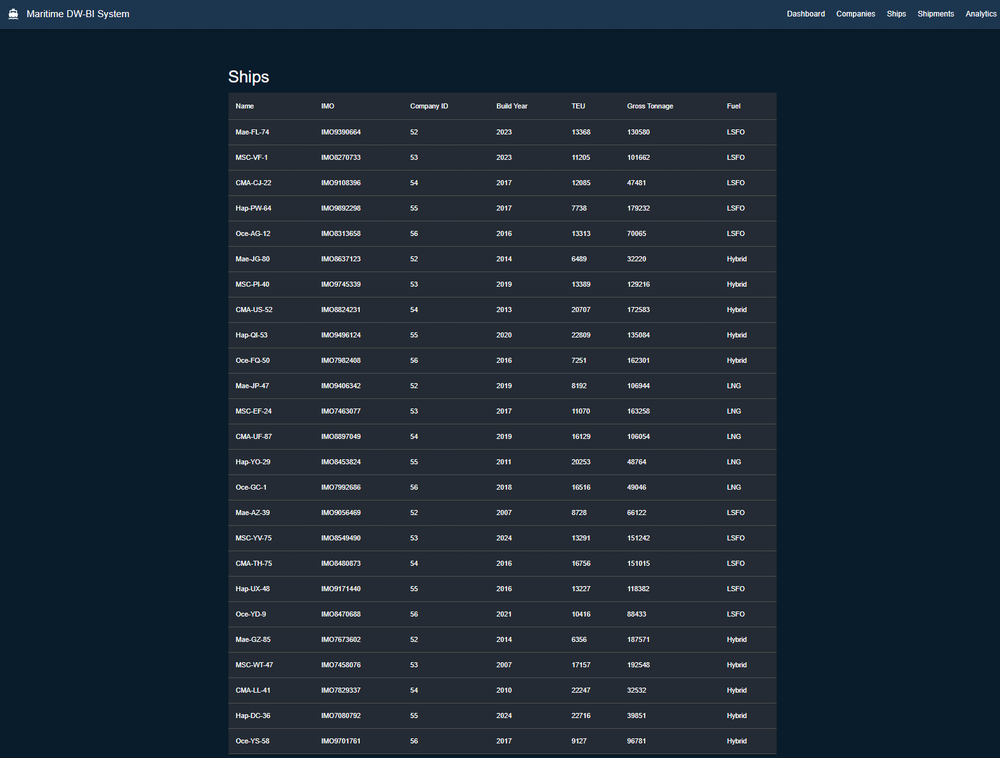 Maritime DW-BI System Dashboard Companies Ships Shipments Analytics
Ships
Name IMO Company ID Build Year TEU Gross Tonnage Fuel
Mae-FL-74 IMO9390664 52 2023 13368 130580 LSFO
MSC-VF-1 IMO8270733 53 2023 11205 101662 LSFO
CMA-CJ-22 IMO9108396 54 2017 12085 47481 LSFO
Hap-PW-64 IMO9892298 55 2017 7738 179232 LSFO
Oce-AG-12 IMO8313658 56 2016 13313 70065 LSFO
Mae-JG-80 IMO8637123 52 2014 6489 32220 Hybrid
MSC-PI-40 IMO9745339 53 2019 13389 129216 Hybrid
CMA-US-52 IMO8824231 54 2013 20707 172583 Hybrid
Hap-QI-53 IMO9496124 55 2020 22809 135084 Hybrid
Oce-FQ-50 IMO7982408 56 2016 7251 162301 Hybrid
Mae-JP-47 IMO9406342 52 2019 8192 106944 LNG
MSC-EF-24 IMO7463077 53 2017 11070 163258 LNG
CMA-UF-87 IMO8897049 54 2019 16129 106054 LNG
Hap-YO-29 IMO8453824 55 2011 20253 48764 LNG
Oce-GC-1 IMO7992686 56 2018 16516 49046 LNG
Mae-AZ-39 IMO9056469 52 2007 8728 66122 LSFO
MSC-YV-75 IMO8549490 53 2024 13291 151242 LSFO
CMA-TH-75 IMO8480873 54 2016 16756 151015 LSFO
Hap-UX-48 IMO9171440 55 2016 13227 118382 LSFO
Oce-YD-9 IMO8470688 56 2021 10416 88433 LSFO
Mae-GZ-85 IMO7673602 52 2014 6356 187571 Hybrid
MSC-WT-47 IMO7458076 53 2007 17157 192548 Hybrid
CMA-LL-41 IMO7829337 54 2010 22247 32532 Hybrid
Hap-DC-36 IMO7080792 55 2024 22716 39851 Hybrid
Oce-YS-58 IMO9701761 56 2017 9127 96781 Hybrid